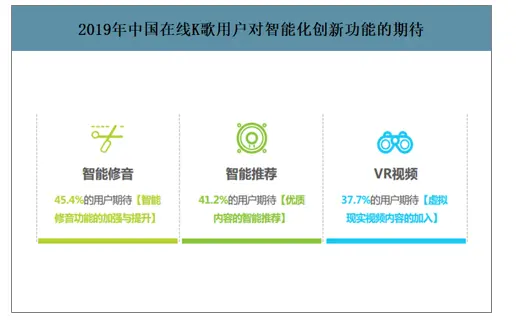 2019年中国在线K歌用户对智能化创新功能的期待
智能修音
45.4%的用户期待【智能
修音功能的加强与提升】
智能推荐
41.2%的用户期待【优质
内容的智能推荐】
VR视频
37.7%的用户期待【虚拟
现实视频内容的加入】